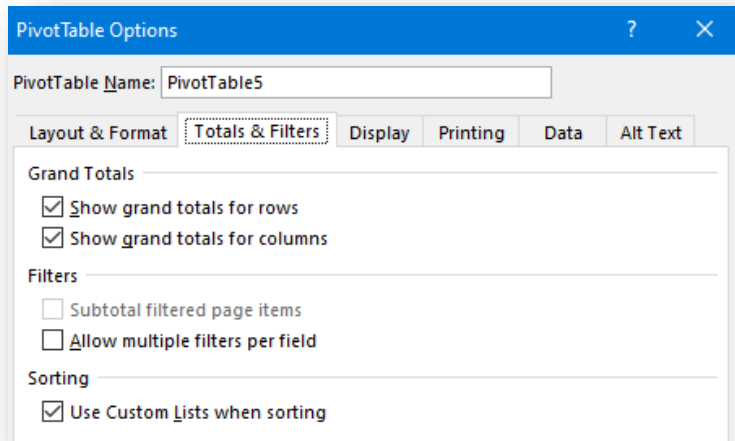 PivotTable Options ?
PivotTable Name: PivotTable5
Layout & Format Totals & Filters Display Printing Data Alt Text
Grand Totals
Show grand totals for rows
Show grand totals for columns
Filters
Subtotal filtered page items
Allow multiple filters per field
Sorting
Use Custom Lists when sorting